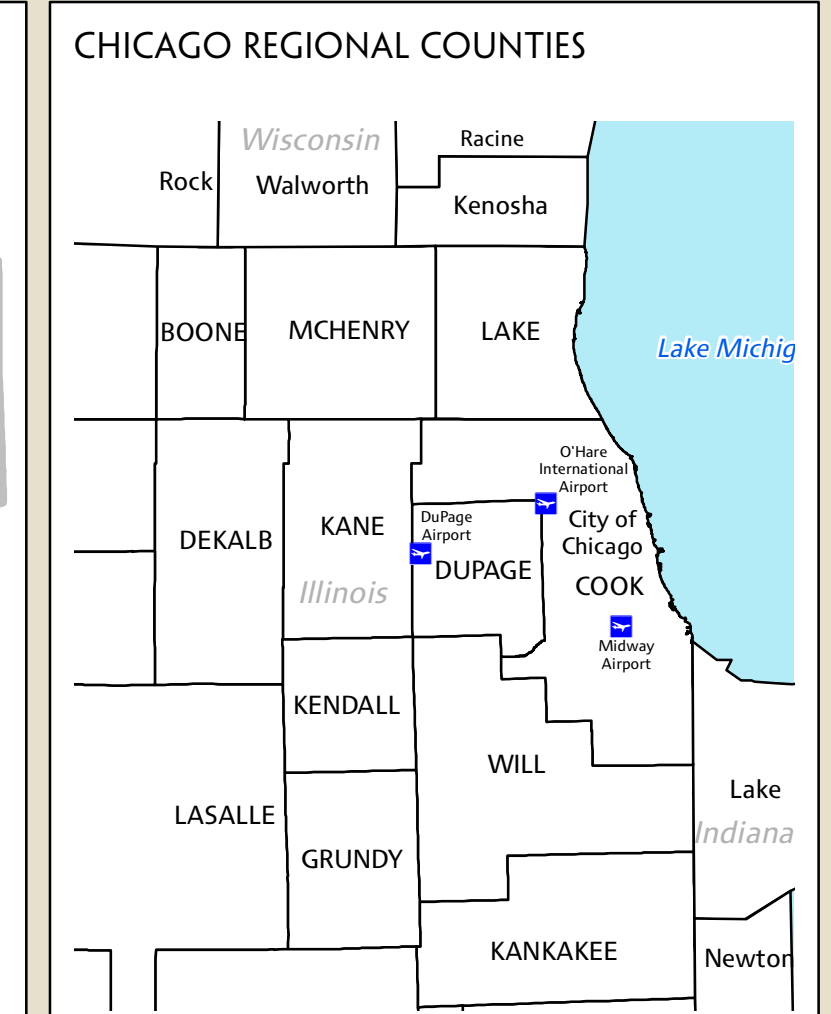 CHICAGO REGIONAL COUNTIES
Wisconsin
Racine
Rock
Walworth
Kenosha
BOONE
MCHENRY
LAKE
Lake Michig
O'Hare
International
Airport
DuPage
Airport
City of
Chicago
KANE
DEKALB
DUPAGE
COOK
Illinois
Midway
Airport
KENDALL
WILL
Lake
LASALLE
Indiana
GRUNDY
KANKAKEE
Newton